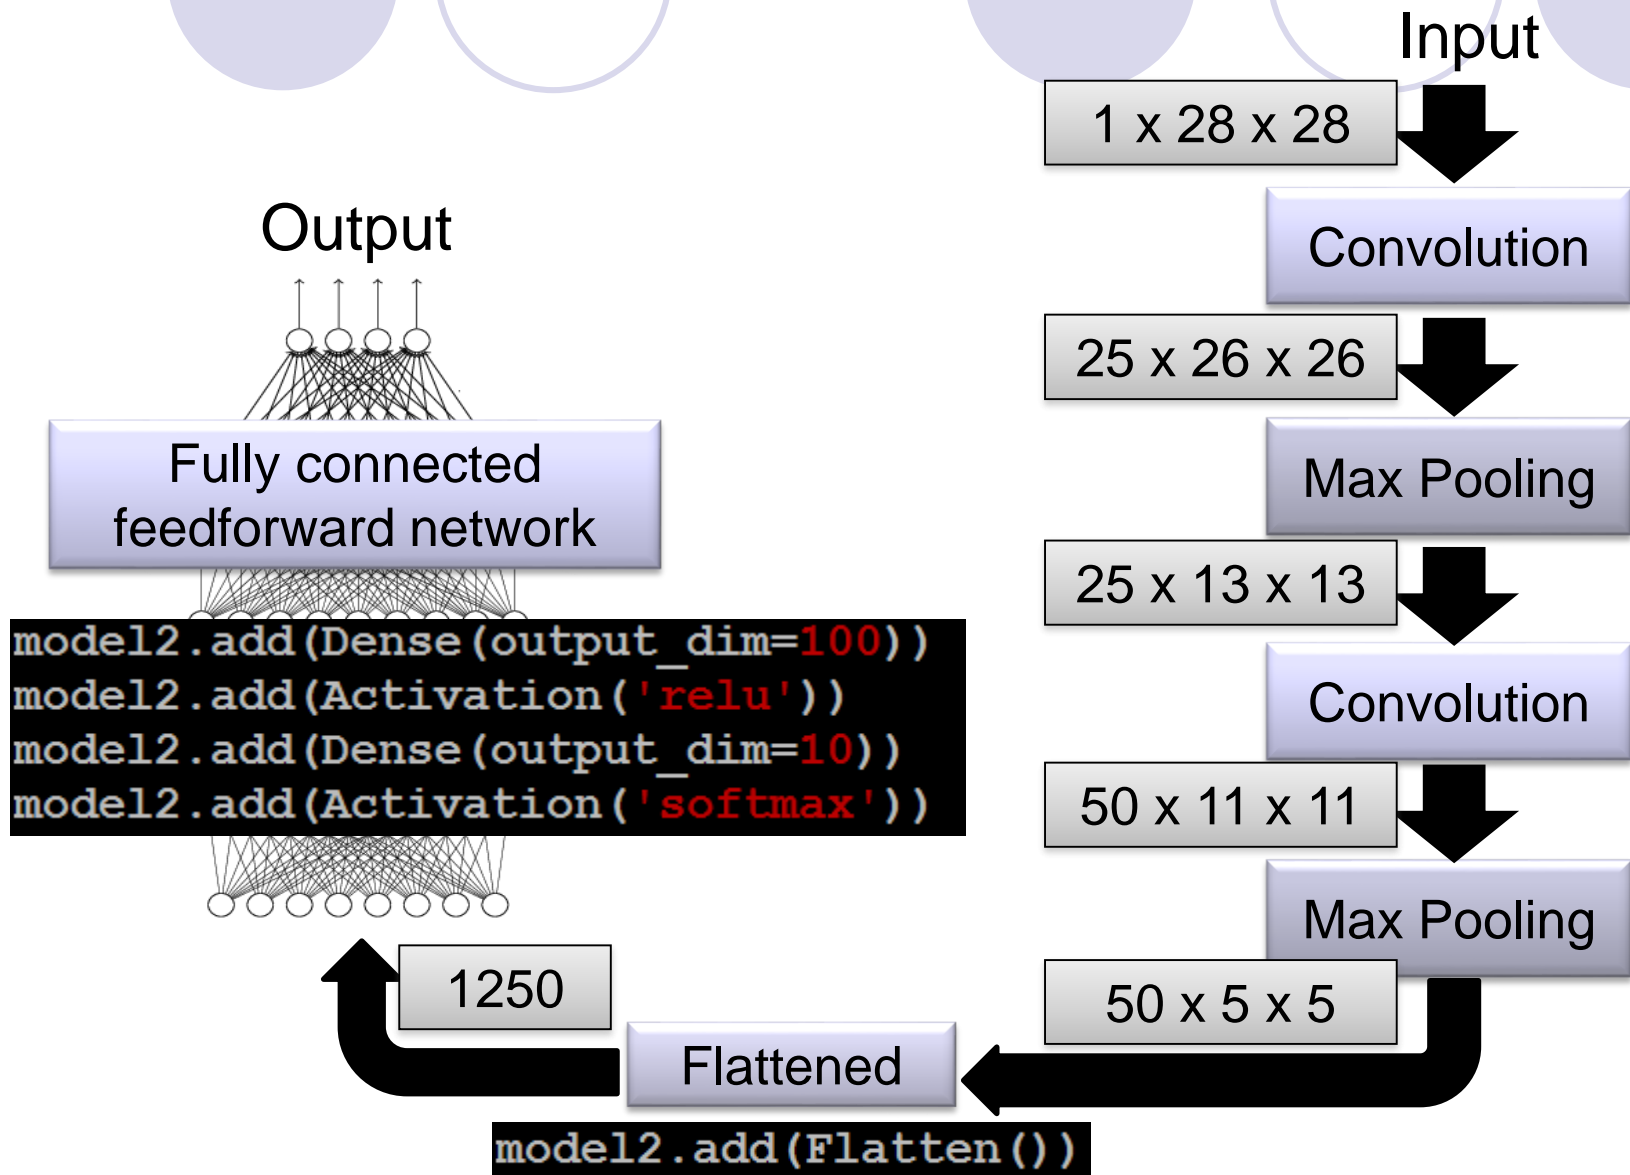 Input
1 x 28 x 28
Convolution
25 x 26 x 26
Max Pooling
25 x 13 x 13
Convolution
50 x 11 x 11
Max Pooling
50 x 5 x 5
Flattened
model2.add(Flatten())
1250
Output
Fully connected
feedforward network
model2.add(Dense(output_dim=100))
model2.add(Activation('relu'))
model2.add(Dense(output_dim=10))
model2.add(Activation('softmax'))